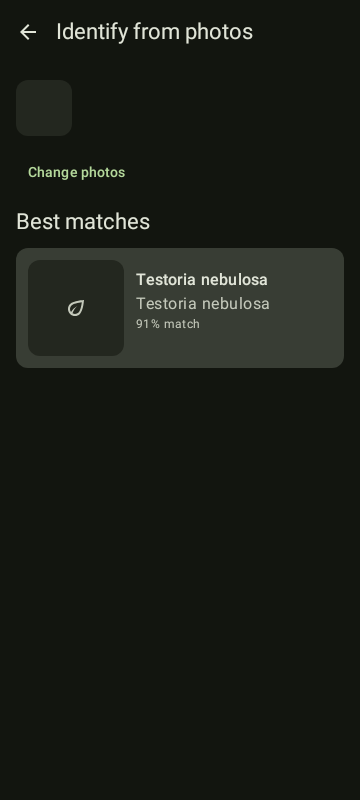 Identify from photos
Change photos
Best matches
Testoria nebulosa
Testoria nebulosa
91% match